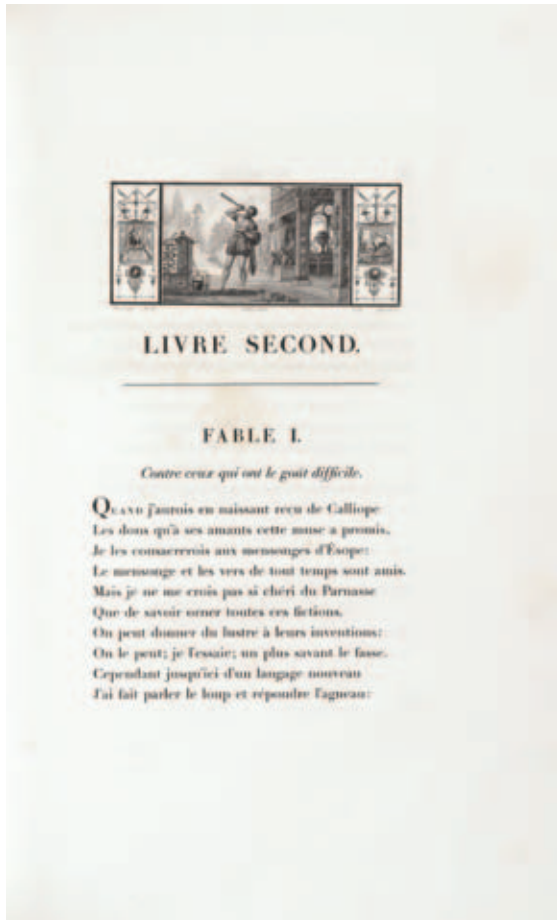 LIVRE SECOND.
FABLE I.
Contre ceux qui ont le goût difficile.
QUAND j'aurois en naissant reçu de Calliope
Les dons qu'à ses amants cette muse a promis,
Je les consacrerois aux mensonges d'Ésope:
Le mensonge et les vers de tout temps sont amis.
Mais je ne me crois pas si chéri du Parnasse
Que de savoir orner toutes ces fictions.
On peut donner du lustre à leurs inventions:
On le peut; je l'essaie; un plus savant le fasse.
Cependant jusqu'ici d'un langage nouveau
J'ai fait parler le loup et répondre l'agneau: